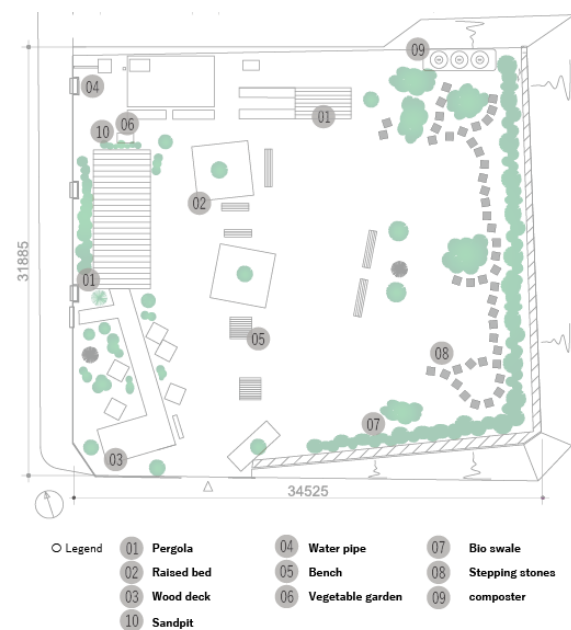 09
04
01
10 06
02
01
31885
05
08
07
03
34525
Legend
01 Pergola 04 Water pipe 07 Bio swale
02 Raised bed 05 Bench 08 Stepping stones
03 Wood deck 06 Vegetable garden 09 composter
10 Sandpit